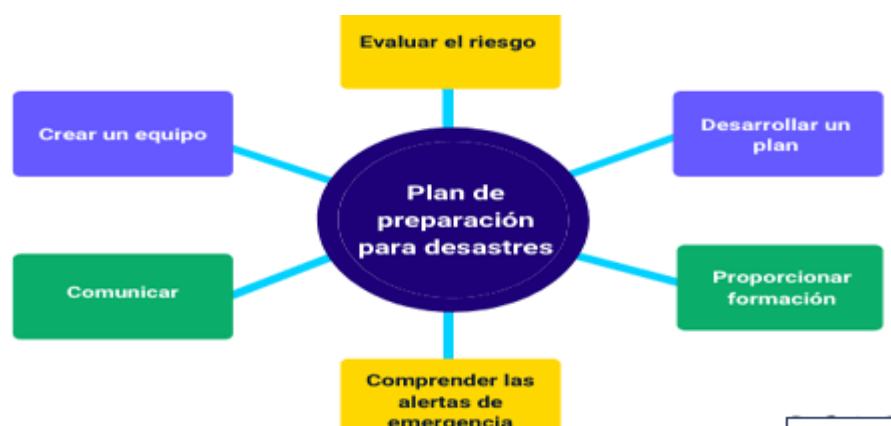 Evaluar el riesgo
Crear un equipo
Desarrollar un
plan
Plan de
preparación
para desastres
Comunicar
Proporcionar
formación
Comprender las
alertas de
emergencia